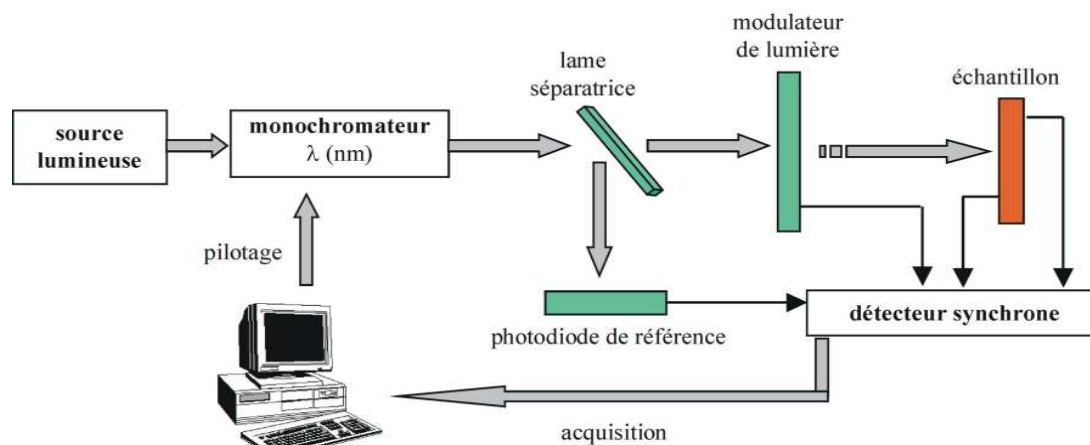 modulateur
de lumière
lame
séparatrice
échantillon
source
lumineuse
monochromateur
λ (nm)
pilotage
photodiode de référence
détecteur synchrone
acquisition